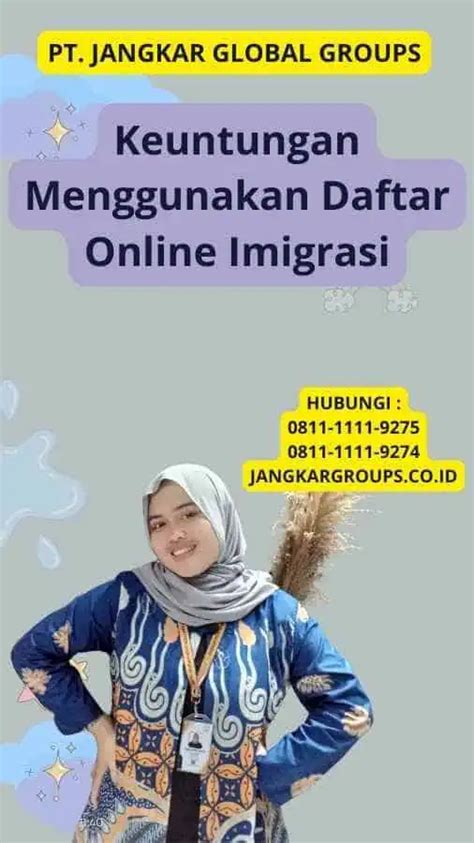 PT. JANGKAR GLOBAL GROUPS
Keuntungan
Menggunakan Daftar
Online Imigrasi
HUBUNGI :
0811-1111-9275
0811-1111-9274
JANGKARGROUPS.CO.ID